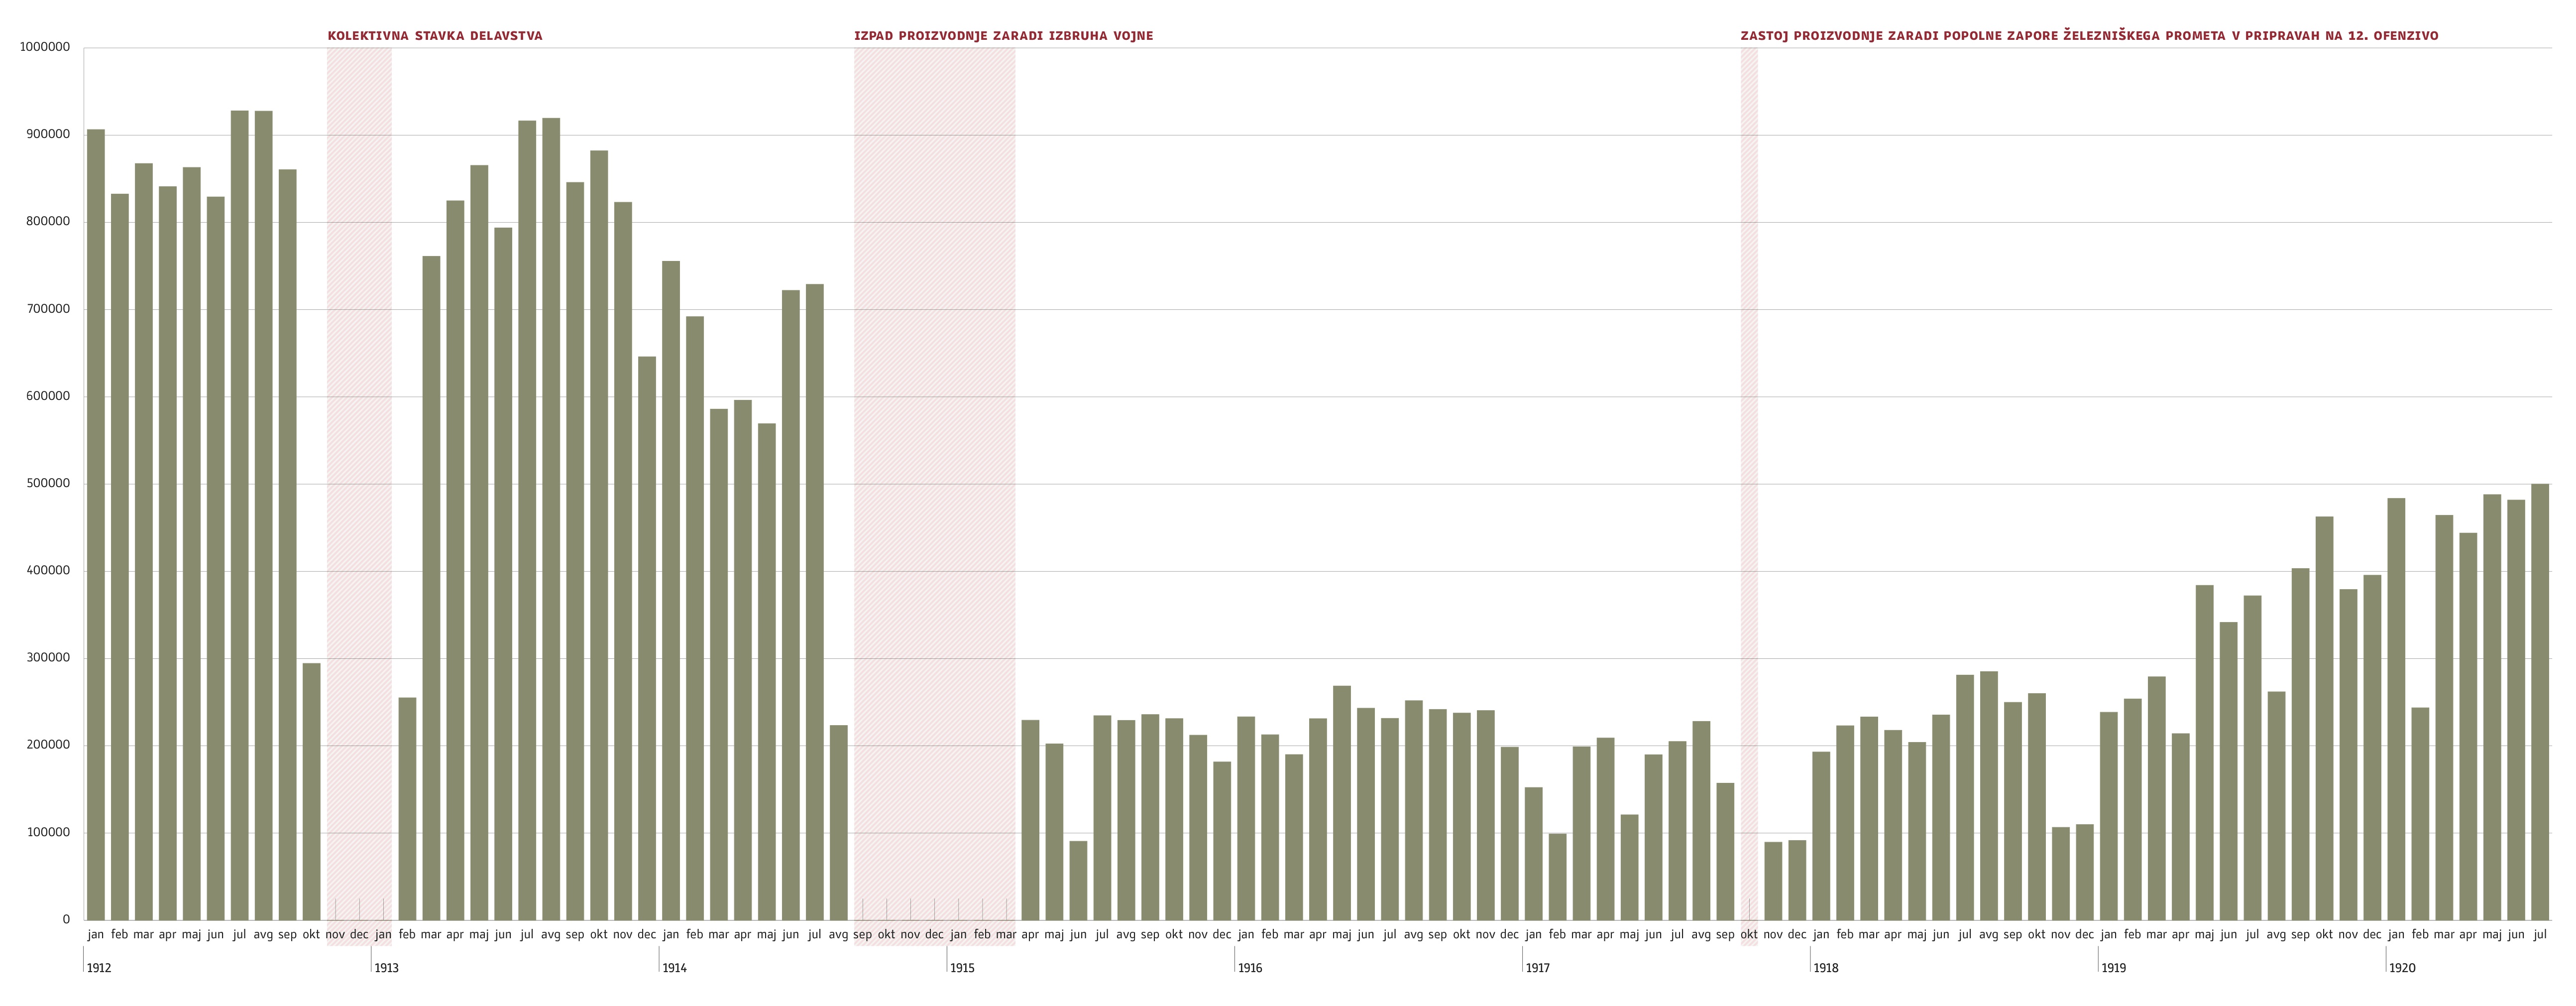 KOLEKTIVNA STAVKA DELAVSTVA
IZPAD PROIZVODNJE ZARADI IZBRUHA VOJNE
ZASTOJ PROIZVODNJE ZARADI POPOLNE ZAPORE ŽELEZNIŠKEGA PROMETA V PRIPRAVAH NA 12. OFENZIVO
1000000
900000
800000
700000
600000
500000
400000
300000
200000
100000
0
jan feb mar apr maj jun jul avg sep okt nov dec jan feb mar apr maj jun jul avg sep okt nov dec jan feb mar apr maj jun jul avg sep okt nov dec jan feb mar apr maj jun jul avg sep okt nov dec jan feb mar apr maj jun jul avg sep okt nov dec jan feb mar apr maj jun jul avg sep okt nov dec jan feb mar apr maj jun jul avg sep okt nov dec jan feb mar apr maj jun jul avg sep okt nov dec jan feb mar apr maj jun jul
1912 1913 1914 1915 1916 1917 1918 1919 1920